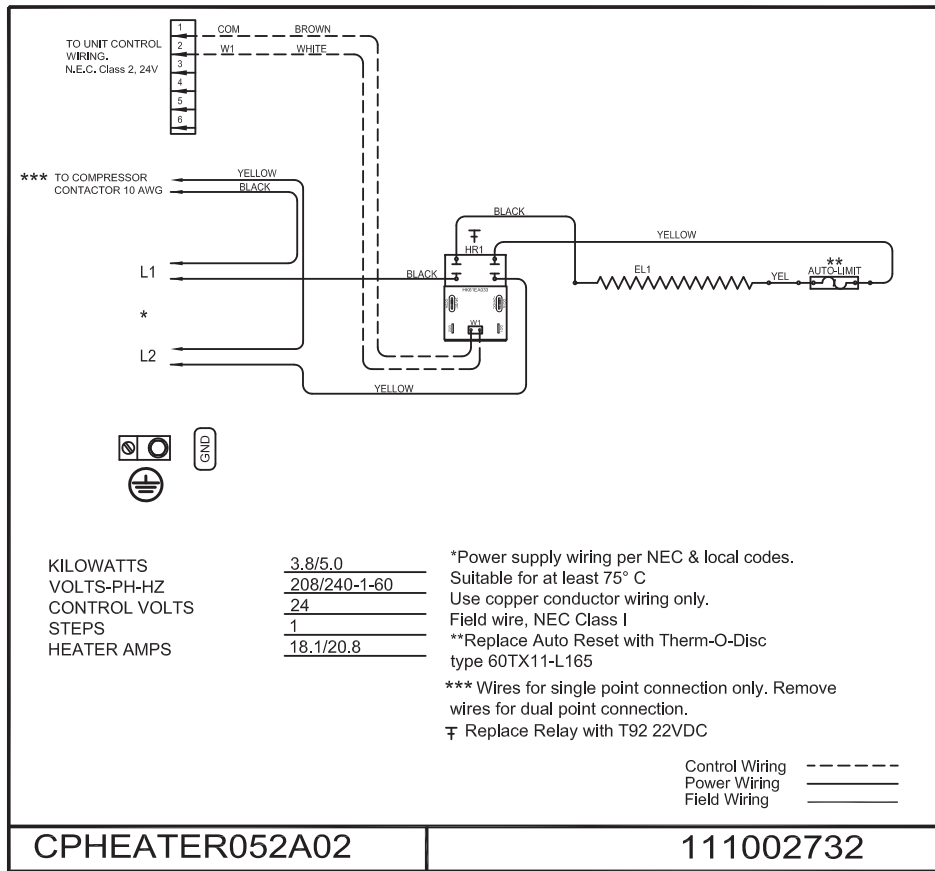 1
2
3
4
5
6
COM
BROWN
W1
WHITE
TO UNIT CONTROL
WIRING.
N.E.C. Class 2, 24V
*** TO COMPRESSOR
CONTACTOR 10 AWG
YELLOW
BLACK
L1
*
L2
BLACK
YELLOW
BLACK
HR1
HK61EA003
W1
YELLOW
EL1
YEL
**
AUTO-LIMIT
GND
KILOWATTS 3.8/5.0
VOLTS-PH-HZ 208/240-1-60
CONTROL VOLTS 24
STEPS 1
HEATER AMPS 18.1/20.8
*Power supply wiring per NEC & local codes.
Suitable for at least 75° C
Use copper conductor wiring only.
Field wire, NEC Class I
**Replace Auto Reset with Therm-O-Disc
type 60TX11-L165
*** Wires for single point connection only. Remove
wires for dual point connection.
Replace Relay with T92 22VDC
Control Wiring
Power Wiring
Field Wiring
CPHEATER052A02
111002732